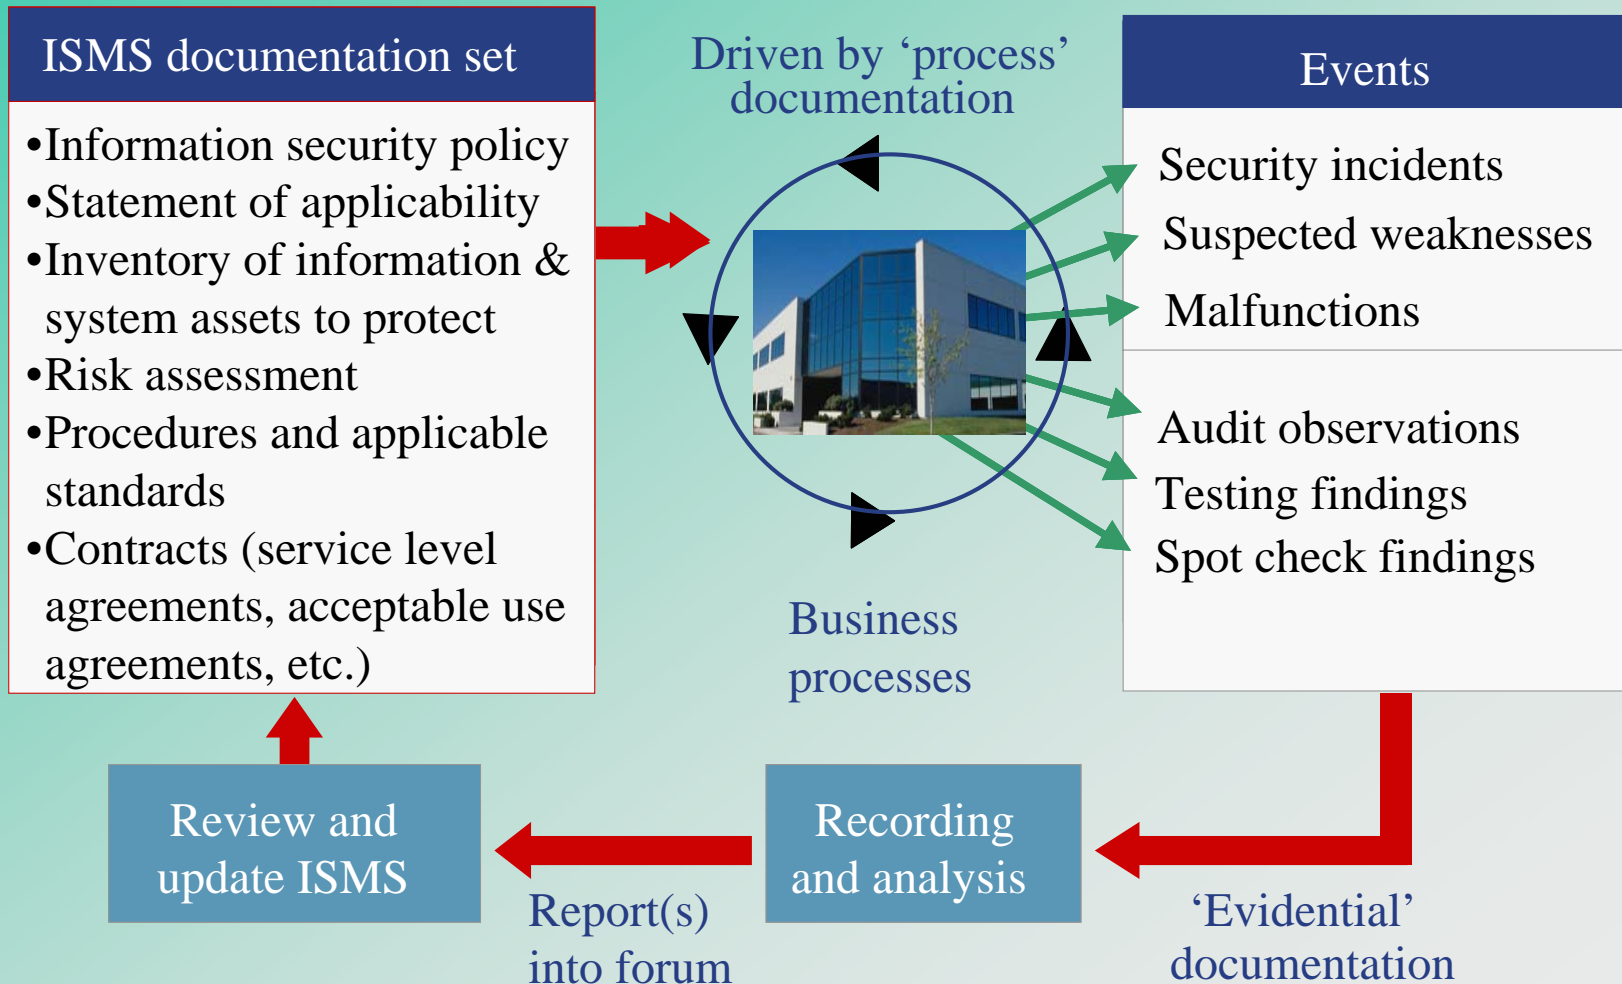 ISMS documentation set
•Information security policy
•Statement of applicability
•Inventory of information &
system assets to protect
•Risk assessment
•Procedures and applicable
standards
•Contracts (service level
agreements, acceptable use
agreements, etc.)
Driven by ‘process’
documentation
Business
processes
Events
Security incidents
Suspected weaknesses
Malfunctions
Audit observations
Testing findings
Spot check findings
‘Evidential’
documentation
Recording
and analysis
Report(s)
into forum
Review and
update ISMS